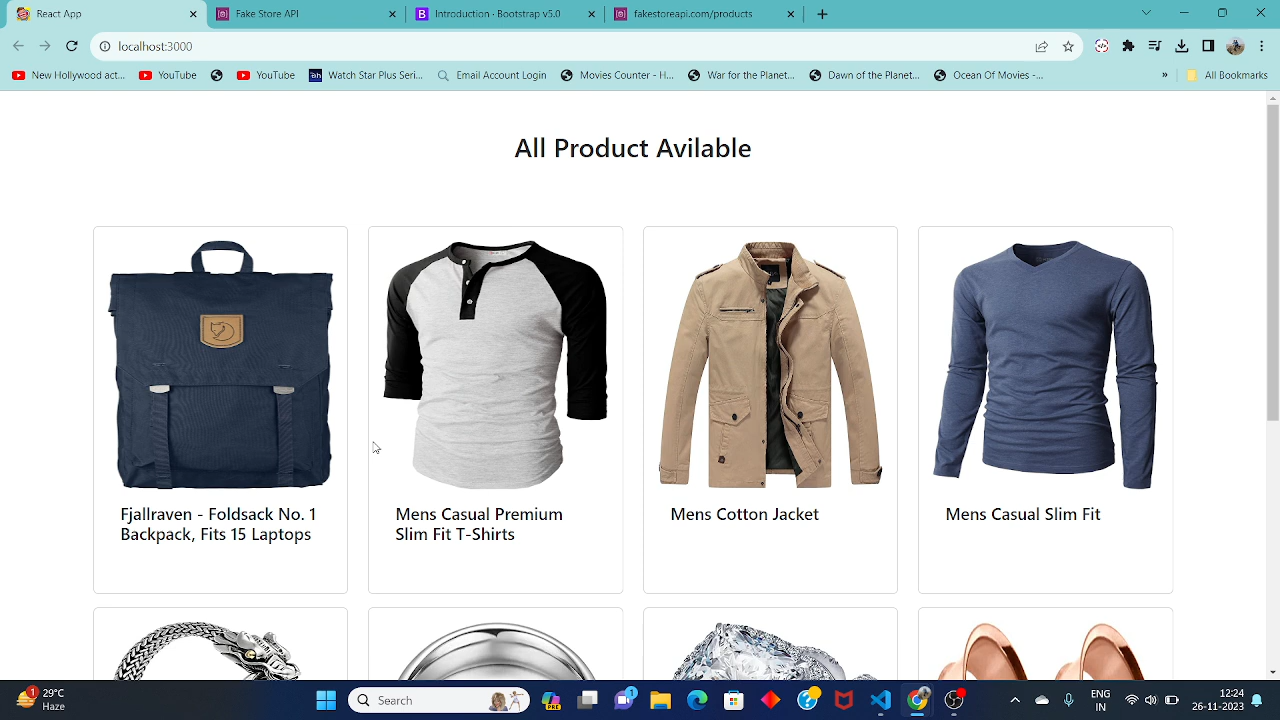 React App
Fake Store API
Introduction · Bootstrap v5.0
fakestoreapi.com/products
localhost:3000
New Hollywood act...
YouTube
YouTube
Watch Star Plus Seri...
Email Account Login
Movies Counter - H...
War for the Planet...
Dawn of the Planet...
Ocean Of Movies -...
»
All Bookmarks
All Product Avilable
Fjallraven - Foldsack No. 1
Backpack, Fits 15 Laptops
Mens Casual Premium
Slim Fit T-Shirts
Mens Cotton Jacket
Mens Casual Slim Fit
1
29°C
Haze
Search
PRE
1
ENG
IN
12:24
26-11-2023